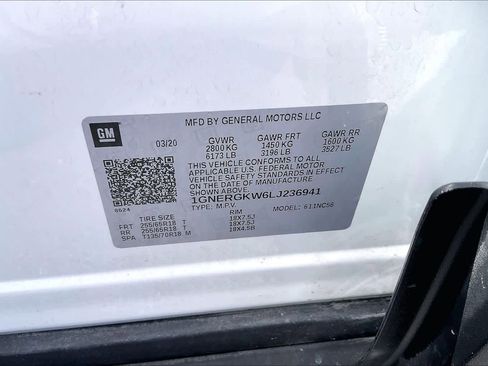 MFD BY GENERAL MOTORS LLC
GM
03/20 GVWR GAWR FRT GAWR RR
2800 KG 1450 KG 1600 KG
6173 LB 3196 LB 3527 LB
THIS VEHICLE CONFORMS TO ALL
APPLICABLE U.S. FEDERAL MOTOR
VEHICLE SAFETY STANDARDS IN EFFECT
ON THE DATE OF MANUFACTURE
SHOWN ABOVE.
1GNERGKW6LJ236941
TYPE: M.P.V. MODEL: 611NC56
8624
TIRE SIZE RIM
FRT 255/65R18 T 18X7.5J
RR 255/65R18 T 18X7.5J
SPA T135/70R18 M 18X4.5B